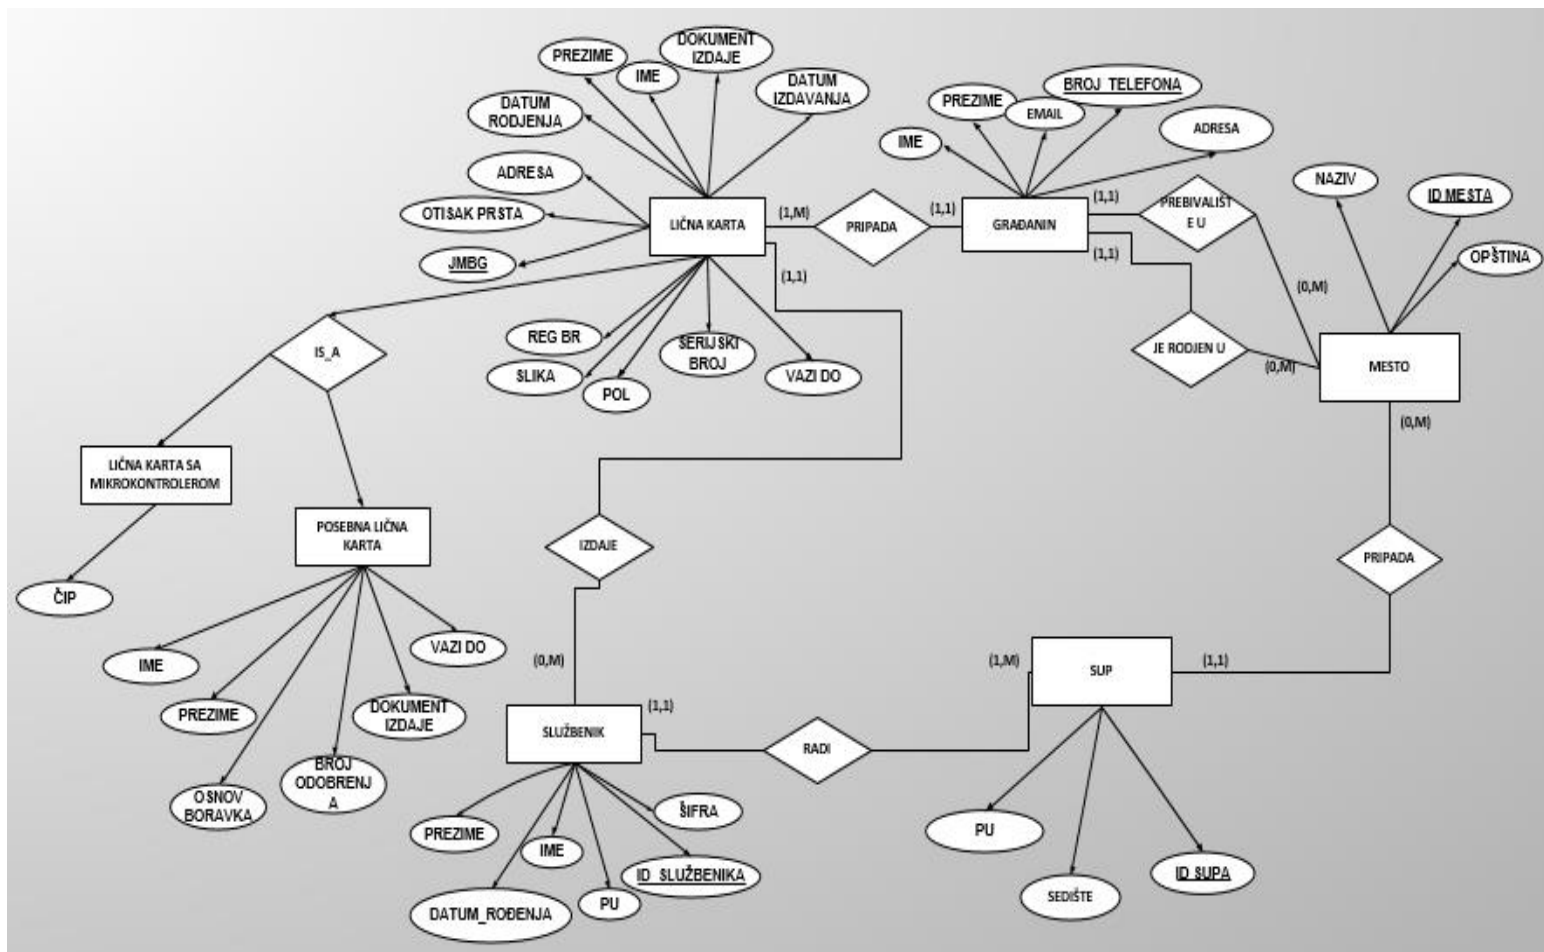 DOKUMENT
IZDAJE
PREZIME
IME
DATUM
IZDAVANJA
DATUM
RODJENJA
ADRESA
OTISAK PRSTA
JMBG
LIČNA KARTA
(1,M)
(1,1)
PRIPADA
(1,1)
BROJ TELEFONA
PREZIME
EMAIL
ADRESA
IME
GRAĐANIN
(1,1)
(1,1)
PREBIVALIŠT
E U
(0,M)
NAZIV
ID MESTA
OPŠTINA
JE RODJEN U
(0,M)
MESTO
(0,M)
IS_A
REG BR
SLIKA
POL
SERIJSKI
BROJ
VAZI DO
LIČNA KARTA SA
MIKROKONTROLEROM
ČIP
POSEBNA LIČNA
KARTA
IME
PREZIME
OSNOV
BORAVKA
BROJ
ODOBRENJ
A
DOKUMENT
IZDAJE
VAZI DO
IZDAJE
(0,M)
PRIPADA
(1,1)
SUP
(1,M)
SLUŽBENIK
(1,1)
RADI
PREZIME
IME
ŠIFRA
ID_SLUŽBENIKA
DATUM_ROĐENJA
PU
PU
SEDIŠTE
ID SUPA